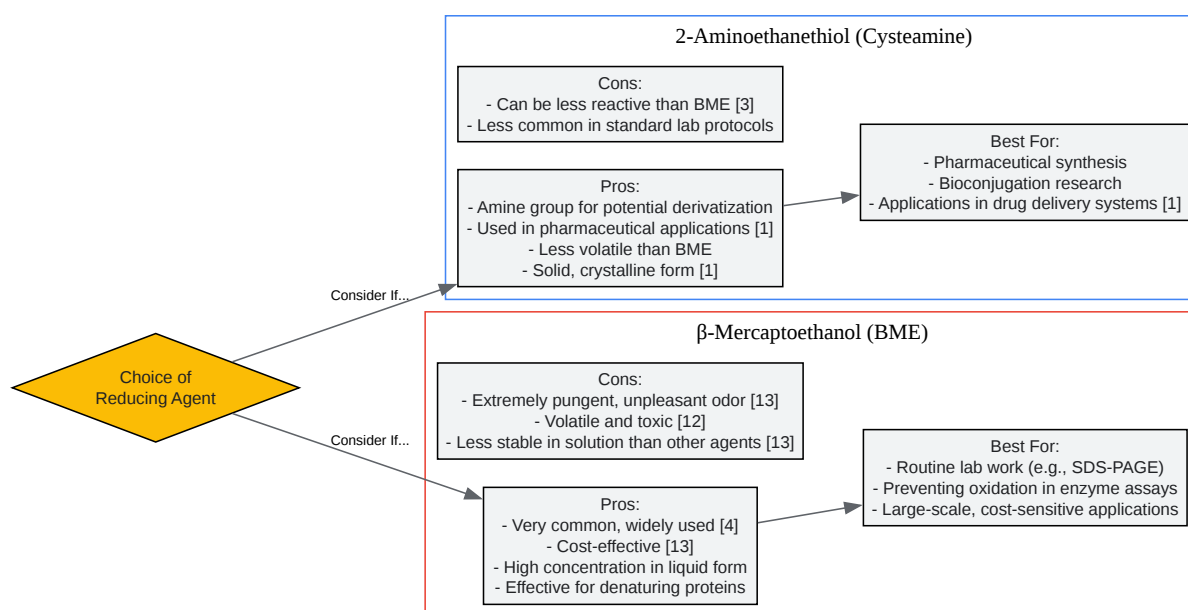 2-Aminoethanethiol (Cysteamine)
Cons:
- Can be less reactive than BME [3]
- Less common in standard lab protocols
Pros:
- Amine group for potential derivatization
- Used in pharmaceutical applications [1]
- Less volatile than BME
- Solid, crystalline form [1]
Best For:
- Pharmaceutical synthesis
- Bioconjugation research
- Applications in drug delivery systems [1]
Consider If...
Choice of
Reducing Agent
Consider If...
β-Mercaptoethanol (BME)
Cons:
- Extremely pungent, unpleasant odor [13]
- Volatile and toxic [12]
- Less stable in solution than other agents [13]
Pros:
- Very common, widely used [4]
- Cost-effective [13]
- High concentration in liquid form
- Effective for denaturing proteins
Best For:
- Routine lab work (e.g., SDS-PAGE)
- Preventing oxidation in enzyme assays
- Large-scale, cost-sensitive applications